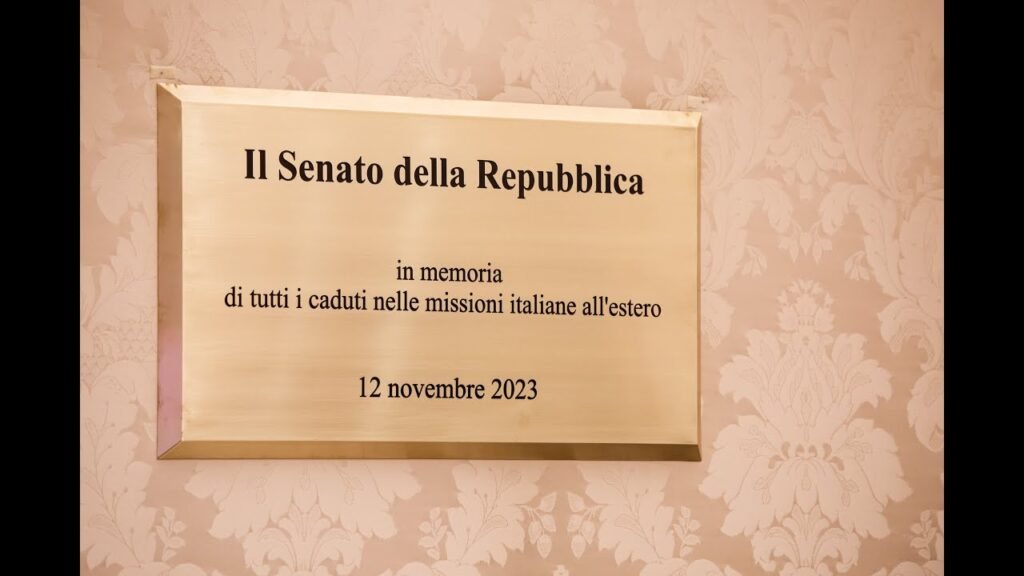 Il Senato della Repubblica
in memoria
di tutti i caduti nelle missioni italiane all'estero
12 novembre 2023